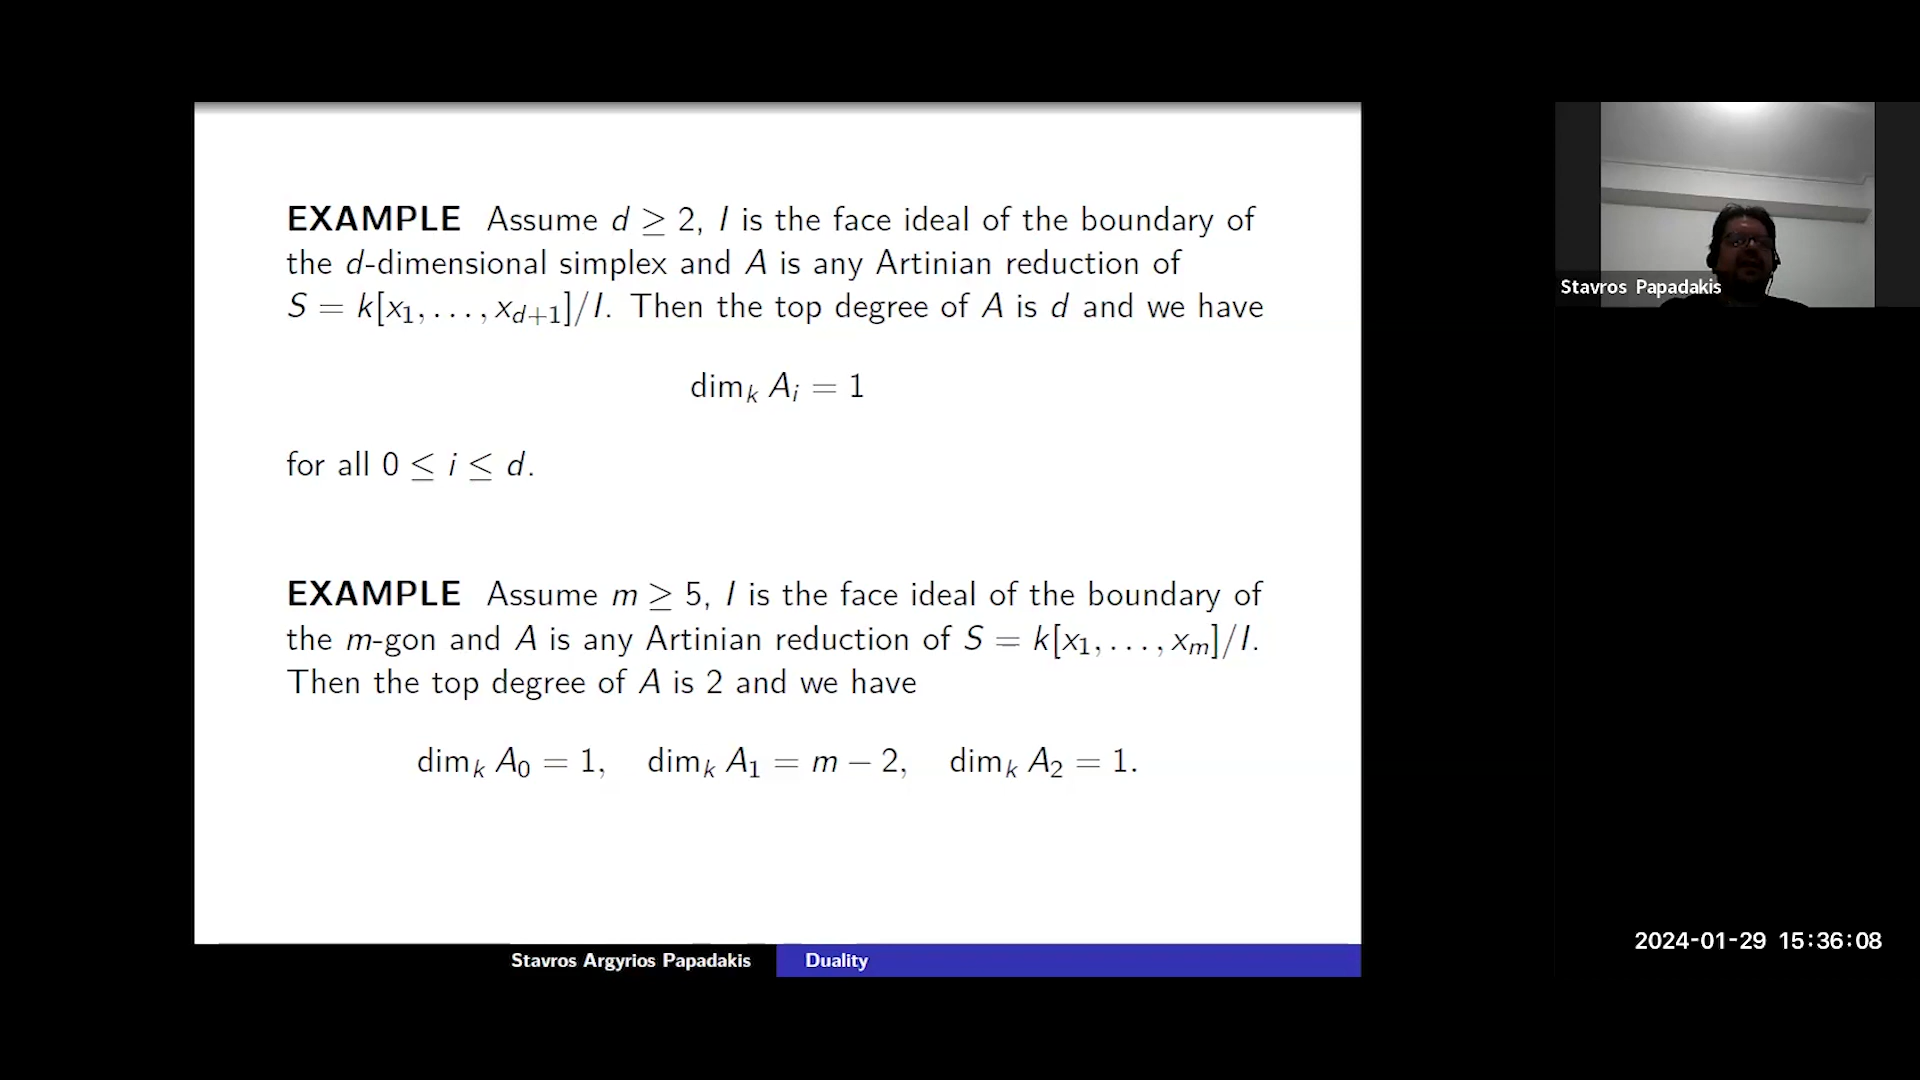 EXAMPLE Assume d ≥ 2, I is the face ideal of the boundary of
the d-dimensional simplex and A is any Artinian reduction of
S = k[x₁, . . . , x_{d+1}]/I. Then the top degree of A is d and we have
dimₖ Aᵢ = 1
for all 0 ≤ i ≤ d.
EXAMPLE Assume m ≥ 5, I is the face ideal of the boundary of
the m-gon and A is any Artinian reduction of S = k[x₁, . . . , xₘ]/I.
Then the top degree of A is 2 and we have
dimₖ A₀ = 1, dimₖ A₁ = m − 2, dimₖ A₂ = 1.
Stavros Argyrios Papadakis Duality
Stavros Papadakis
2024-01-29 15:36:08